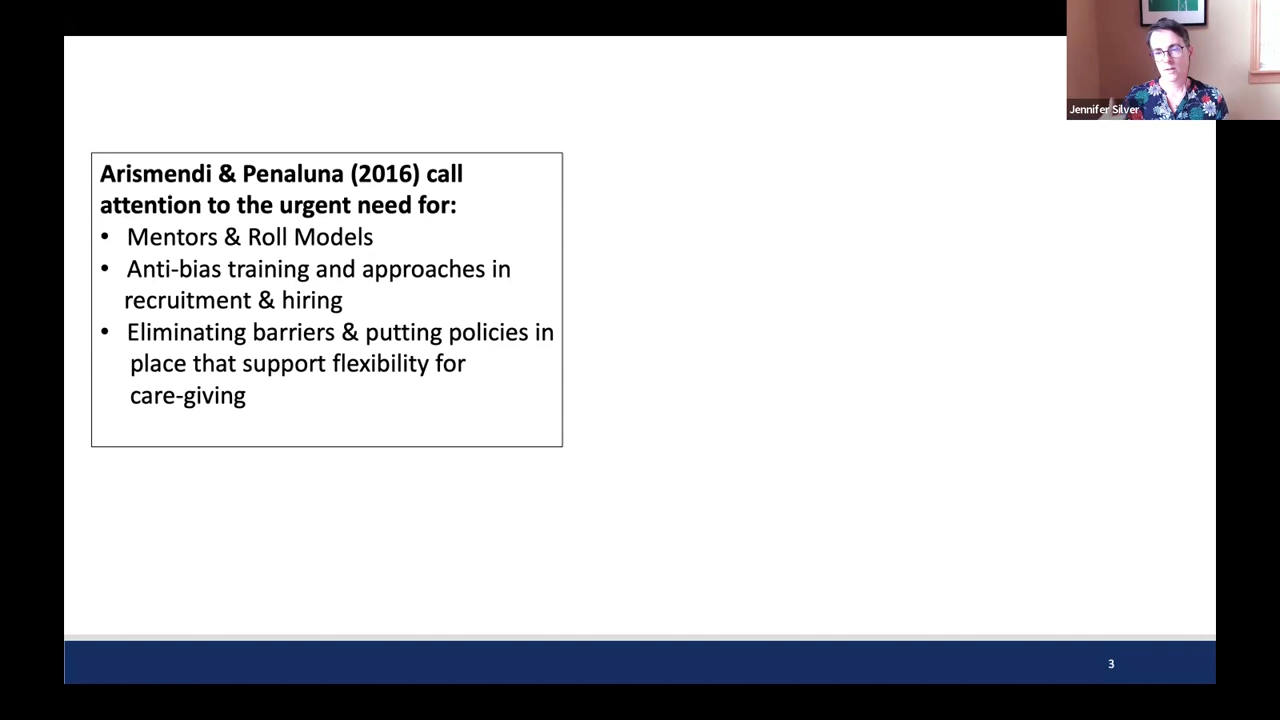 Jennifer Silver
Arismendi & Penaluna (2016) call
attention to the urgent need for:
• Mentors & Roll Models
• Anti-bias training and approaches in
recruitment & hiring
• Eliminating barriers & putting policies in
place that support flexibility for
care-giving
3